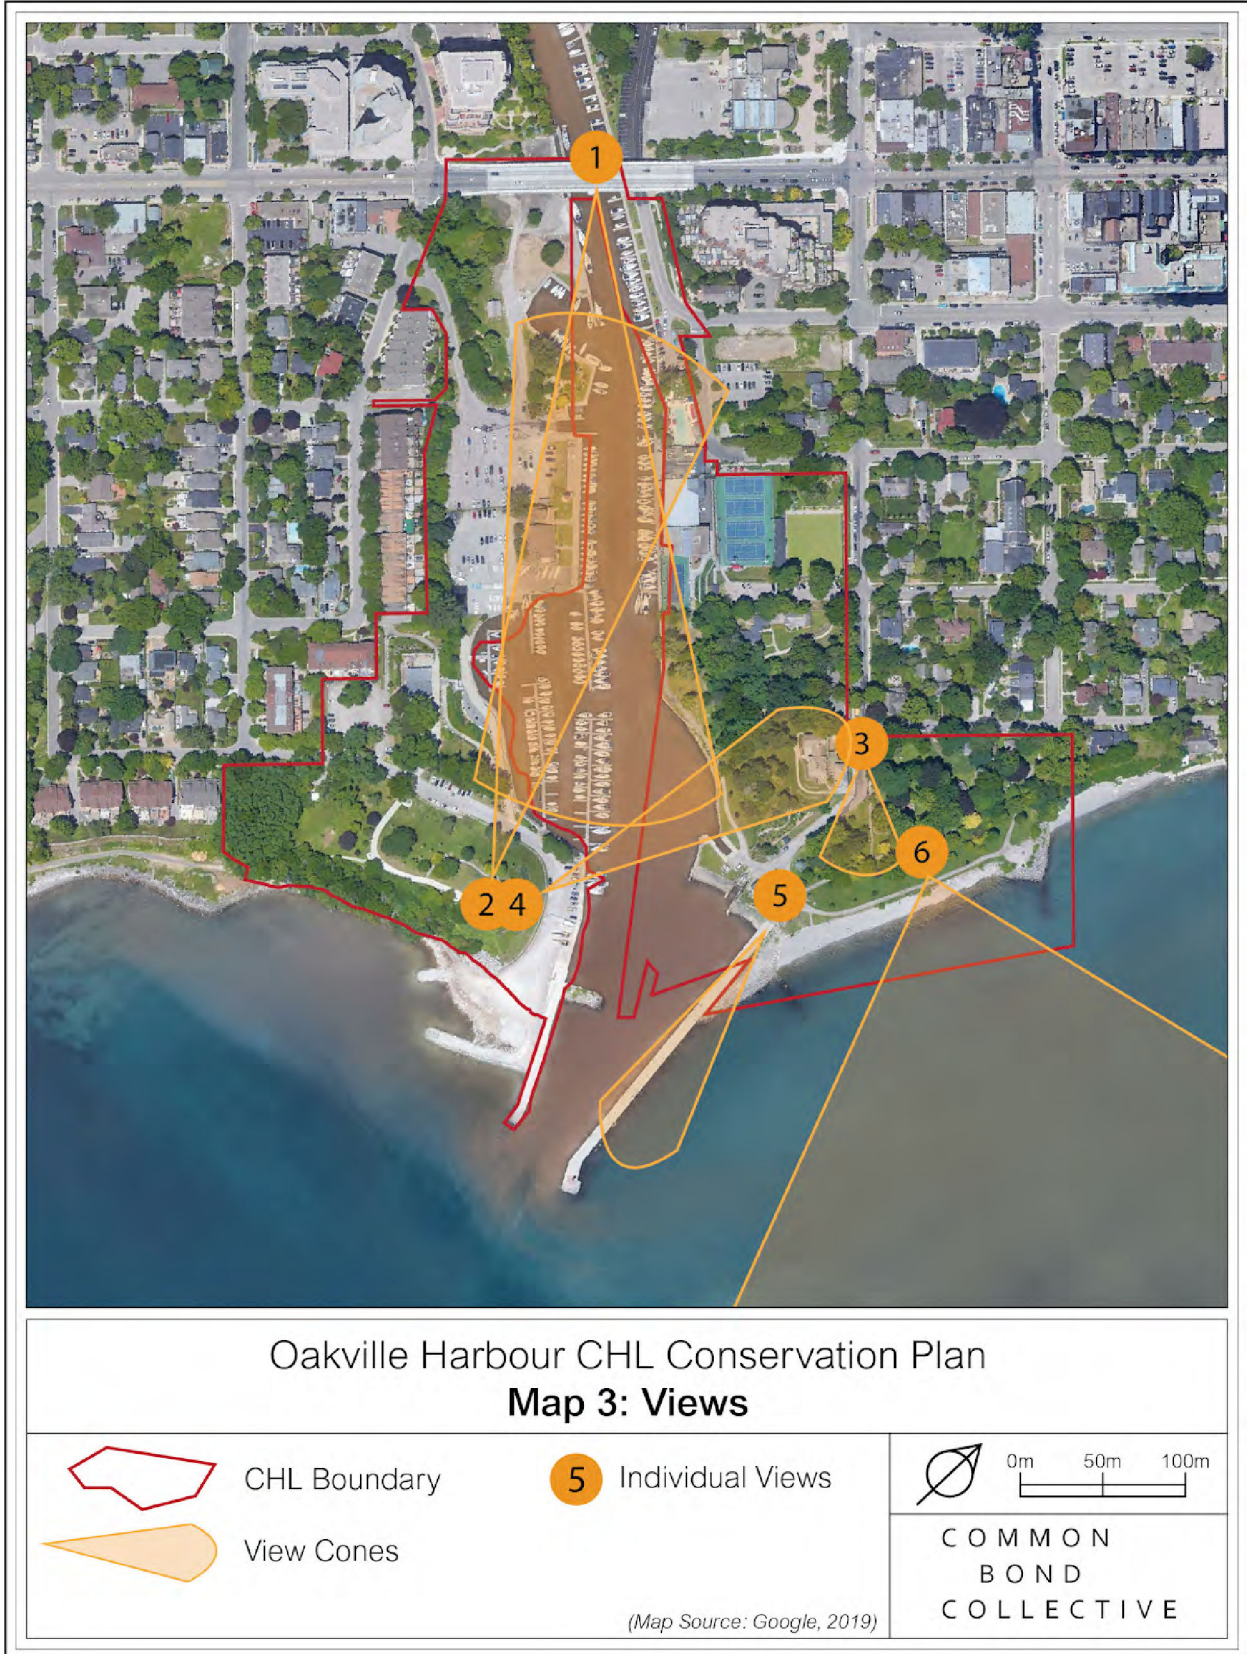 1
3
6
5
2 4
Oakville Harbour CHL Conservation Plan
Map 3: Views
CHL Boundary
5 Individual Views
View Cones
(Map Source: Google, 2019)
0m 50m 100m
COMMON
BOND
COLLECTIVE